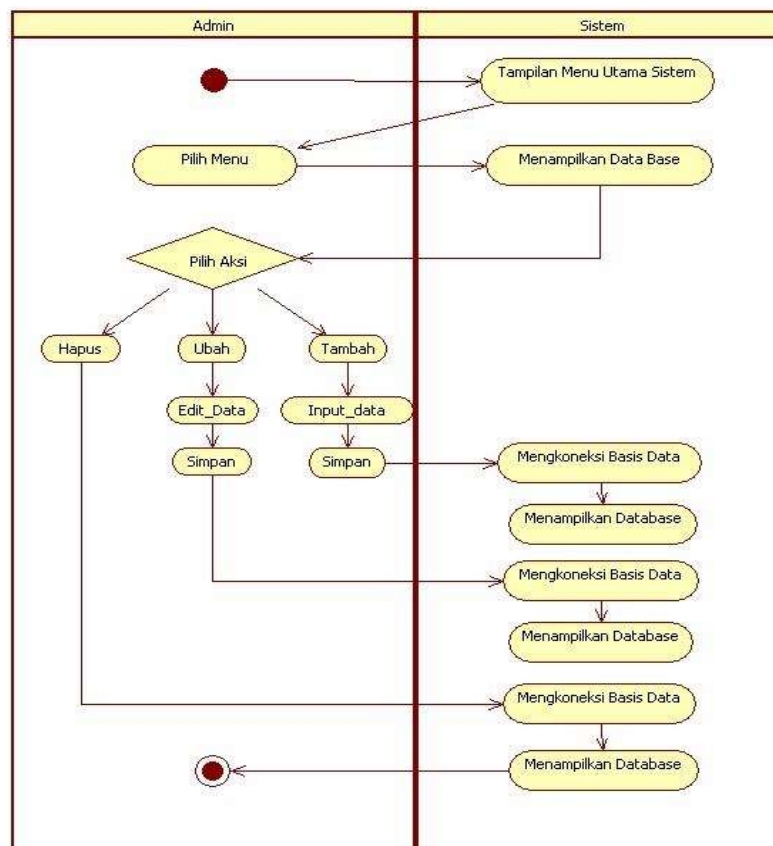 Admin
Sistem
Tampilan Menu Utama Sistem
Pilih Menu
Menampilkan Data Base
Pilih Aksi
Hapus
Ubah
Tambah
Edit_Data
Input_data
Simpan
Simpan
Mengkoneksi Basis Data
Menampilkan Database
Mengkoneksi Basis Data
Menampilkan Database
Mengkoneksi Basis Data
Menampilkan Database